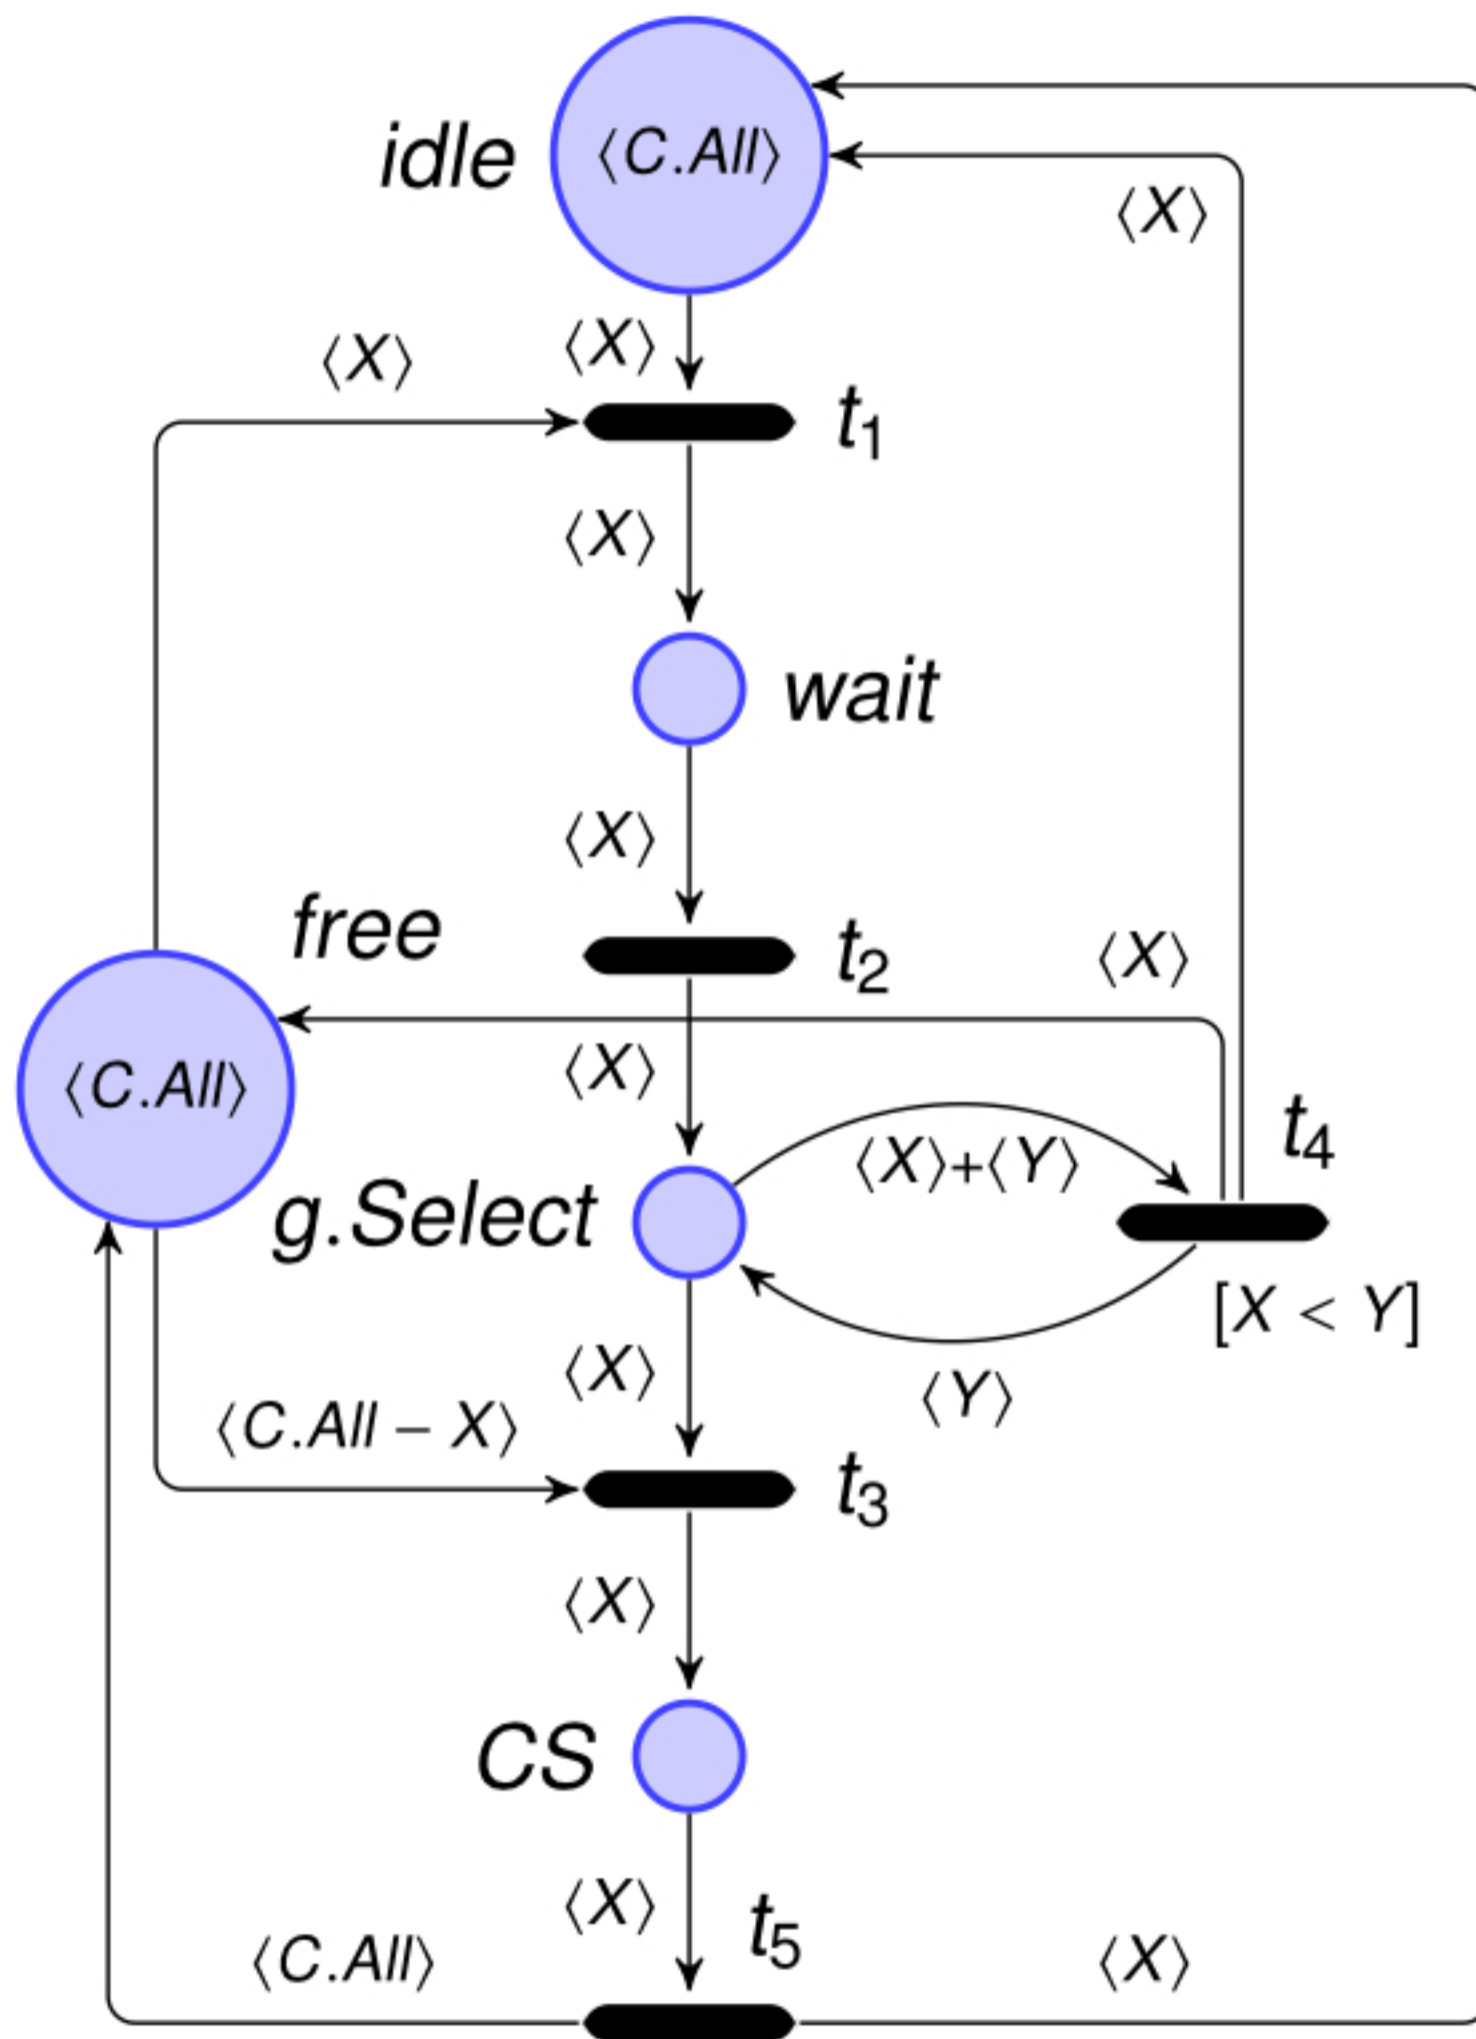 idle ⟨C.All⟩
⟨X⟩
⟨X⟩ ⟨X⟩
t1
⟨X⟩
wait
⟨X⟩
free t2 ⟨X⟩
⟨C.All⟩ ⟨X⟩
t4
⟨X⟩+⟨Y⟩
g.Select
[X < Y]
⟨X⟩ ⟨Y⟩
⟨C.All – X⟩
t3
⟨X⟩
CS
⟨X⟩ t5
⟨C.All⟩ ⟨X⟩